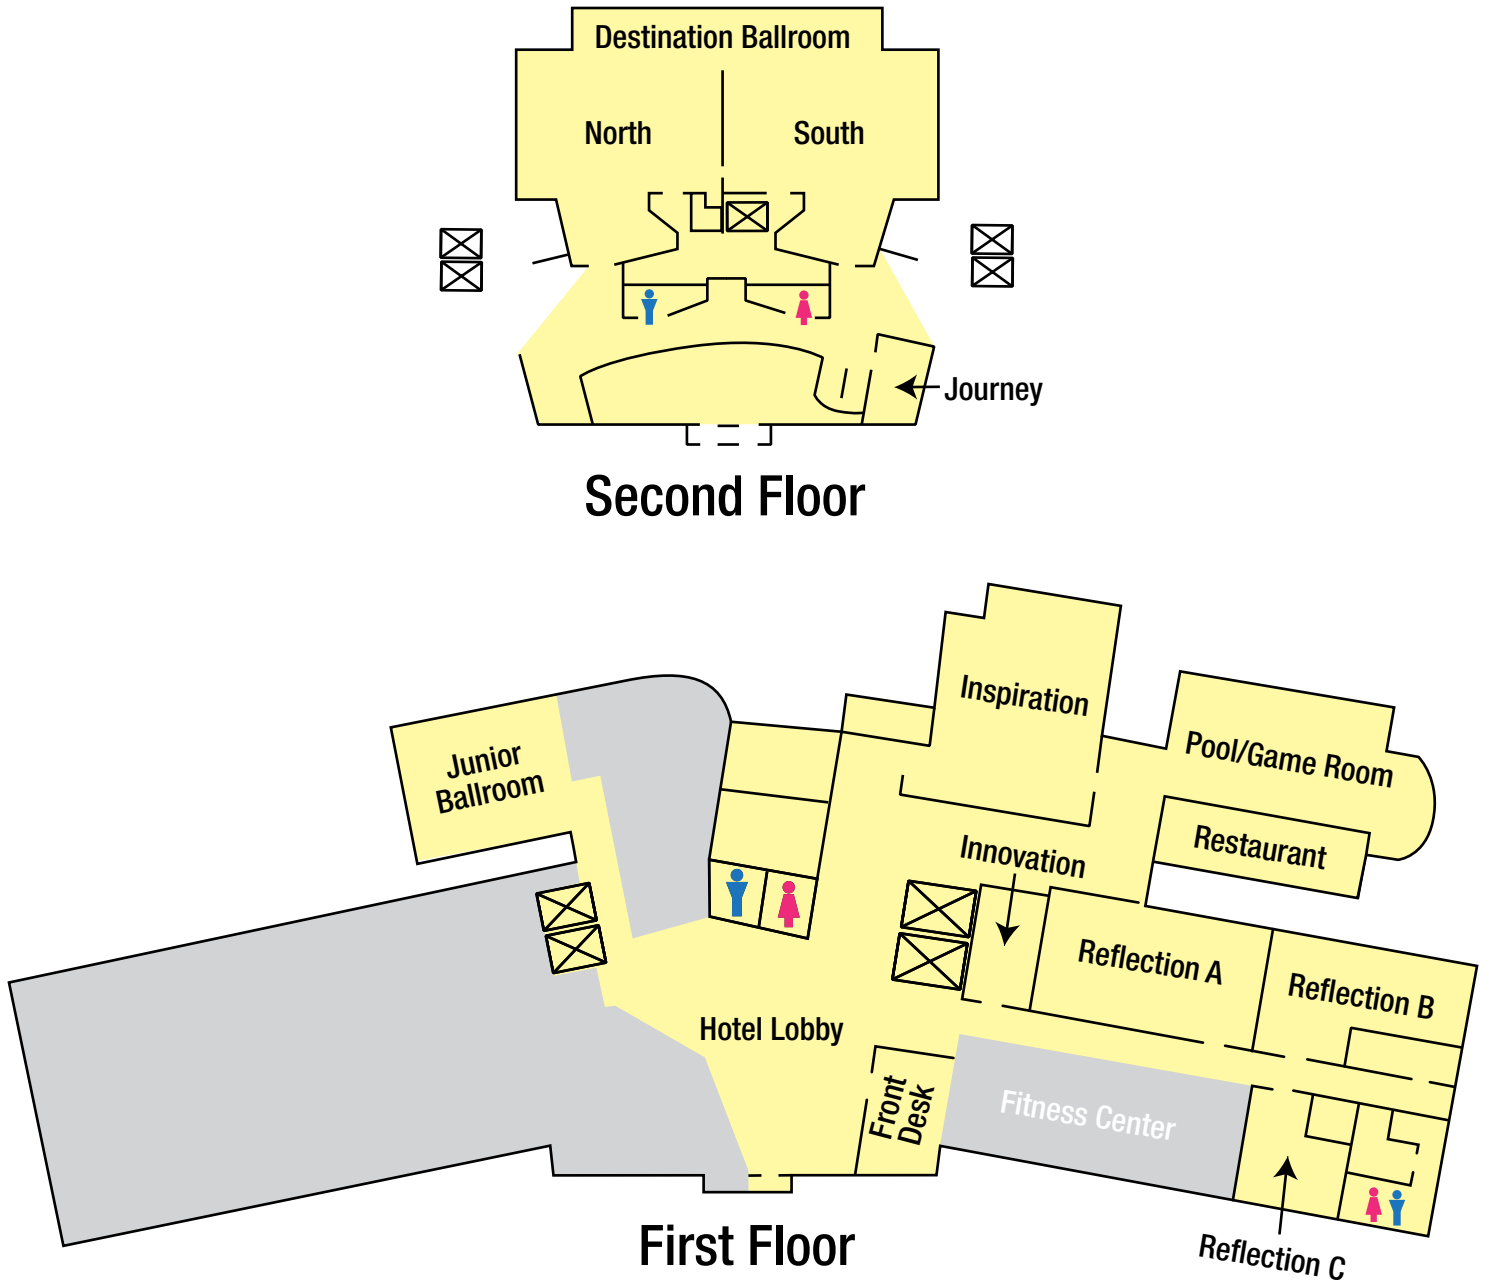 Destination Ballroom
North
South
Journey
Second Floor
Inspiration
Junior
Ballroom
Pool/Game Room
Restaurant
Innovation
Reflection A
Reflection B
Hotel Lobby
Front
Desk
Fitness Center
Reflection C
First Floor